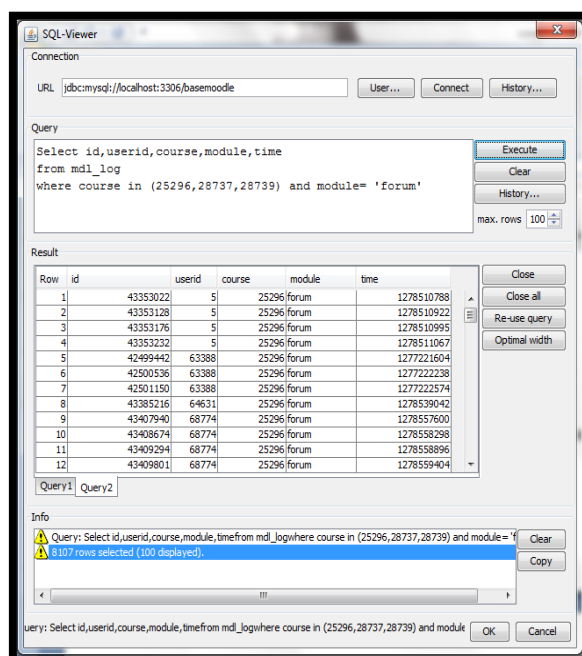 SQL-Viewer
Connection
URL jdbc:mysql://localhost:3306/basemoodle User... Connect History...
Query
Select id,userid,course,module,time
from mdl_log
where course in (25296,28737,28739) and module= 'forum'
Execute
Clear
History...
max. rows 100
Result
Row id userid course module time
1 43353022 5 25296 forum 1278510788
2 43353128 5 25296 forum 1278510922
3 43353176 5 25296 forum 1278510995
4 43353232 5 25296 forum 1278511067
5 42499442 63388 25296 forum 1277221604
6 42500536 63388 25296 forum 1277222238
7 42501150 63388 25296 forum 1277222574
8 43385216 64631 25296 forum 1278539042
9 43407940 68774 25296 forum 1278557600
10 43408674 68774 25296 forum 1278558298
11 43409294 68774 25296 forum 1278558896
12 43409801 68774 25296 forum 1278559404
Close
Close all
Re-use query
Optimal width
Query1 Query2
Info
Query: Select id,userid,course,module,timefrom mdl_logwhere course in (25296,28737,28739) and module= 'f
8107 rows selected (100 displayed).
Clear
Copy
uery: Select id,userid,course,module,timefrom mdl_logwhere course in (25296,28737,28739) and module
OK Cancel